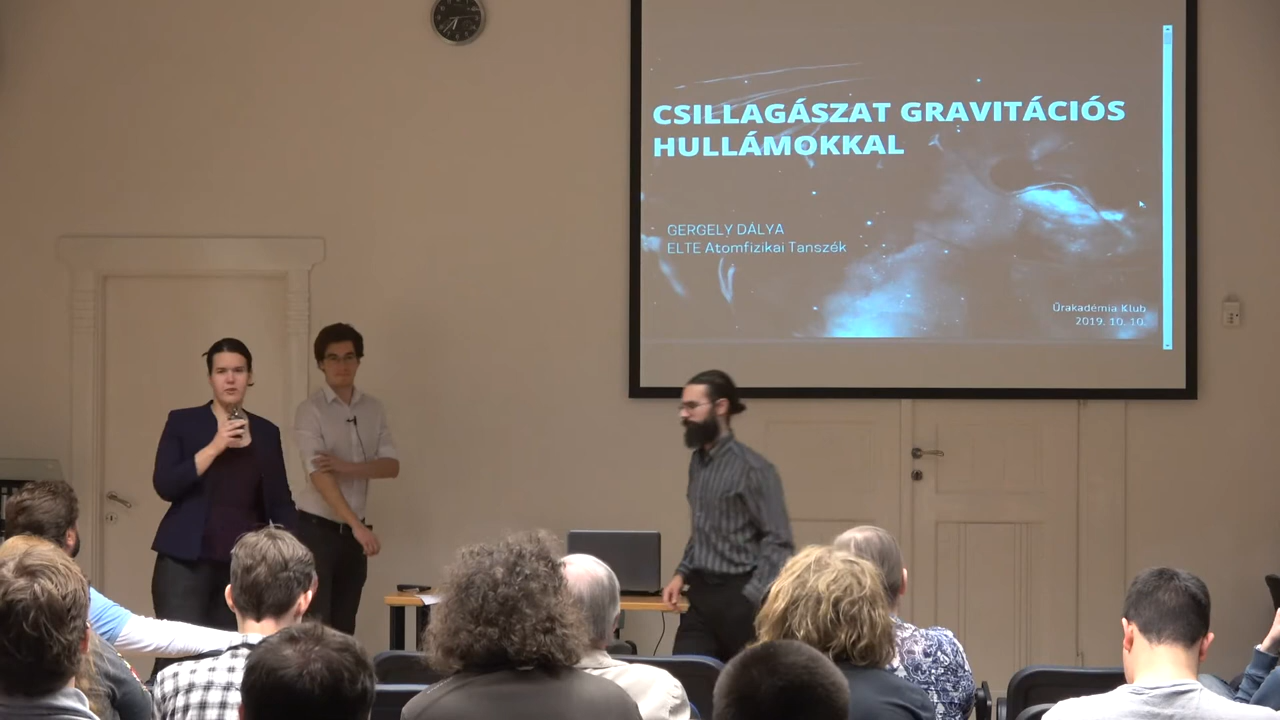 CSILLAGÁSZAT GRAVITÁCIÓS
HULLÁMOKKAL
GERGELY DÁLYA
ELTE Atomfizikai Tanszék
Űrakadémia Klub
2019. 10. 10.